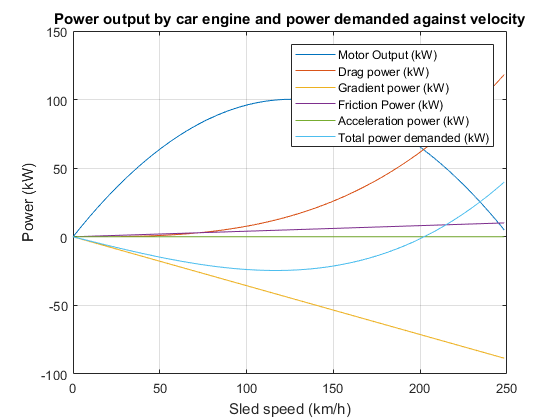 Power output by car engine and power demanded against velocity
150
100
50
0
-50
-100
Power (kW)
Motor Output (kW)
Drag power (kW)
Gradient power (kW)
Friction Power (kW)
Acceleration power (kW)
Total power demanded (kW)
0
50
100
150
200
250
Sled speed (km/h)